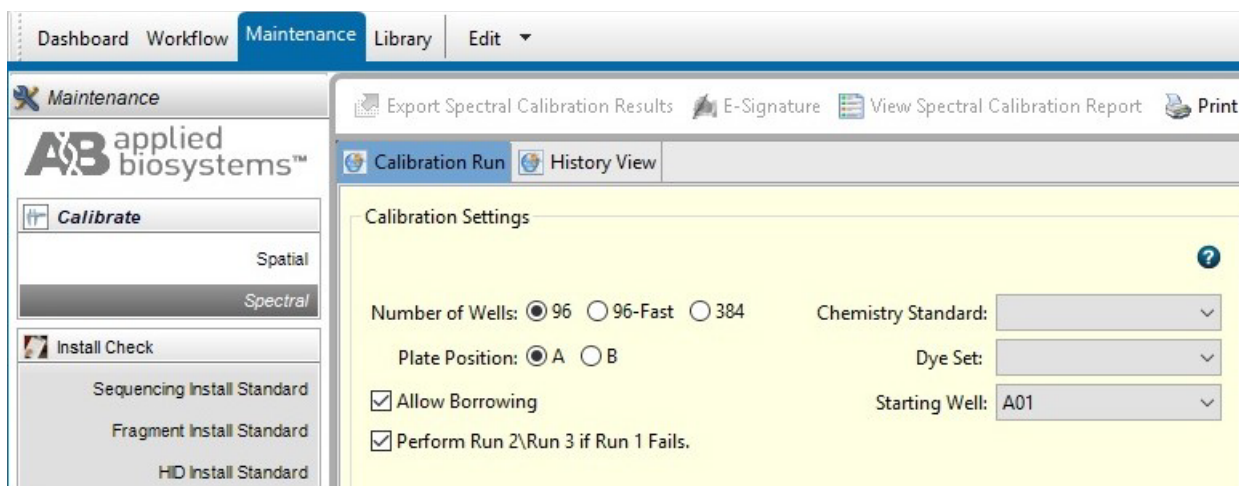 Dashboard Workflow Maintenance Library Edit
Maintenance
AB applied biosystems™
Calibrate
Spatial
Spectral
Install Check
Sequencing Install Standard
Fragment Install Standard
HID Install Standard
Export Spectral Calibration Results E-Signature View Spectral Calibration Report Print
Calibration Run History View
Calibration Settings
?
Number of Wells: 96 96-Fast 384 Chemistry Standard:
Plate Position: A B Dye Set:
Allow Borrowing Starting Well: A01
Perform Run 2\Run 3 if Run 1 Fails.